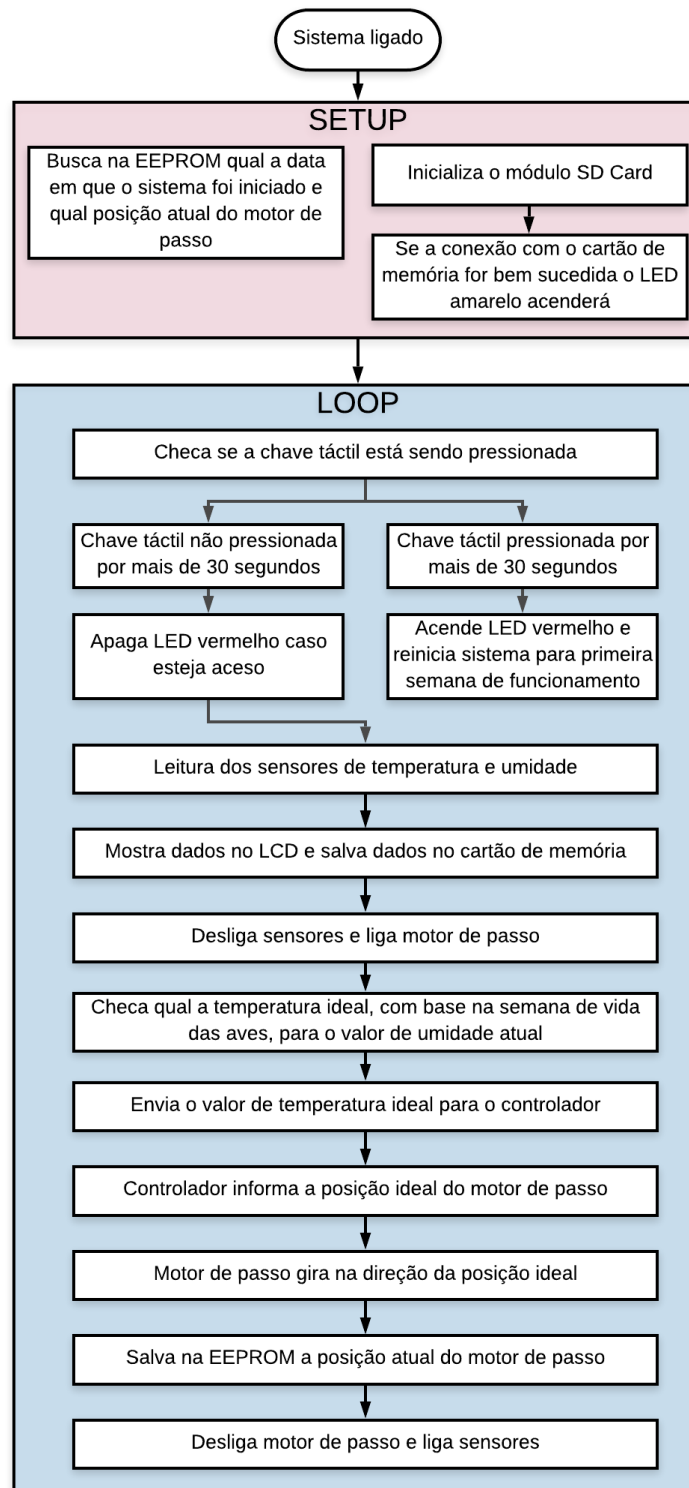 Sistema ligado
SETUP
Busca na EEPROM qual a data
em que o sistema foi iniciado e
qual posição atual do motor de
passo
Inicializa o módulo SD Card
Se a conexão com o cartão de
memória for bem sucedida o LED
amarelo acenderá
LOOP
Checa se a chave táctil está sendo pressionada
Chave táctil não pressionada
por mais de 30 segundos
Chave táctil pressionada por
mais de 30 segundos
Apaga LED vermelho caso
esteja aceso
Acende LED vermelho e
reinicia sistema para primeira
semana de funcionamento
Leitura dos sensores de temperatura e umidade
Mostra dados no LCD e salva dados no cartão de memória
Desliga sensores e liga motor de passo
Checa qual a temperatura ideal, com base na semana de vida
das aves, para o valor de umidade atual
Envia o valor de temperatura ideal para o controlador
Controlador informa a posição ideal do motor de passo
Motor de passo gira na direção da posição ideal
Salva na EEPROM a posição atual do motor de passo
Desliga motor de passo e liga sensores